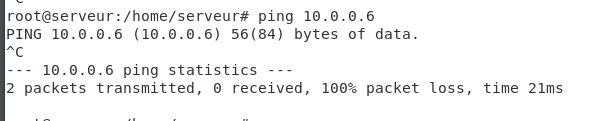 ^C
root@serveur:/home/serveur# ping 10.0.0.6
PING 10.0.0.6 (10.0.0.6) 56(84) bytes of data.
^C
--- 10.0.0.6 ping statistics ---
2 packets transmitted, 0 received, 100% packet loss, time 21ms